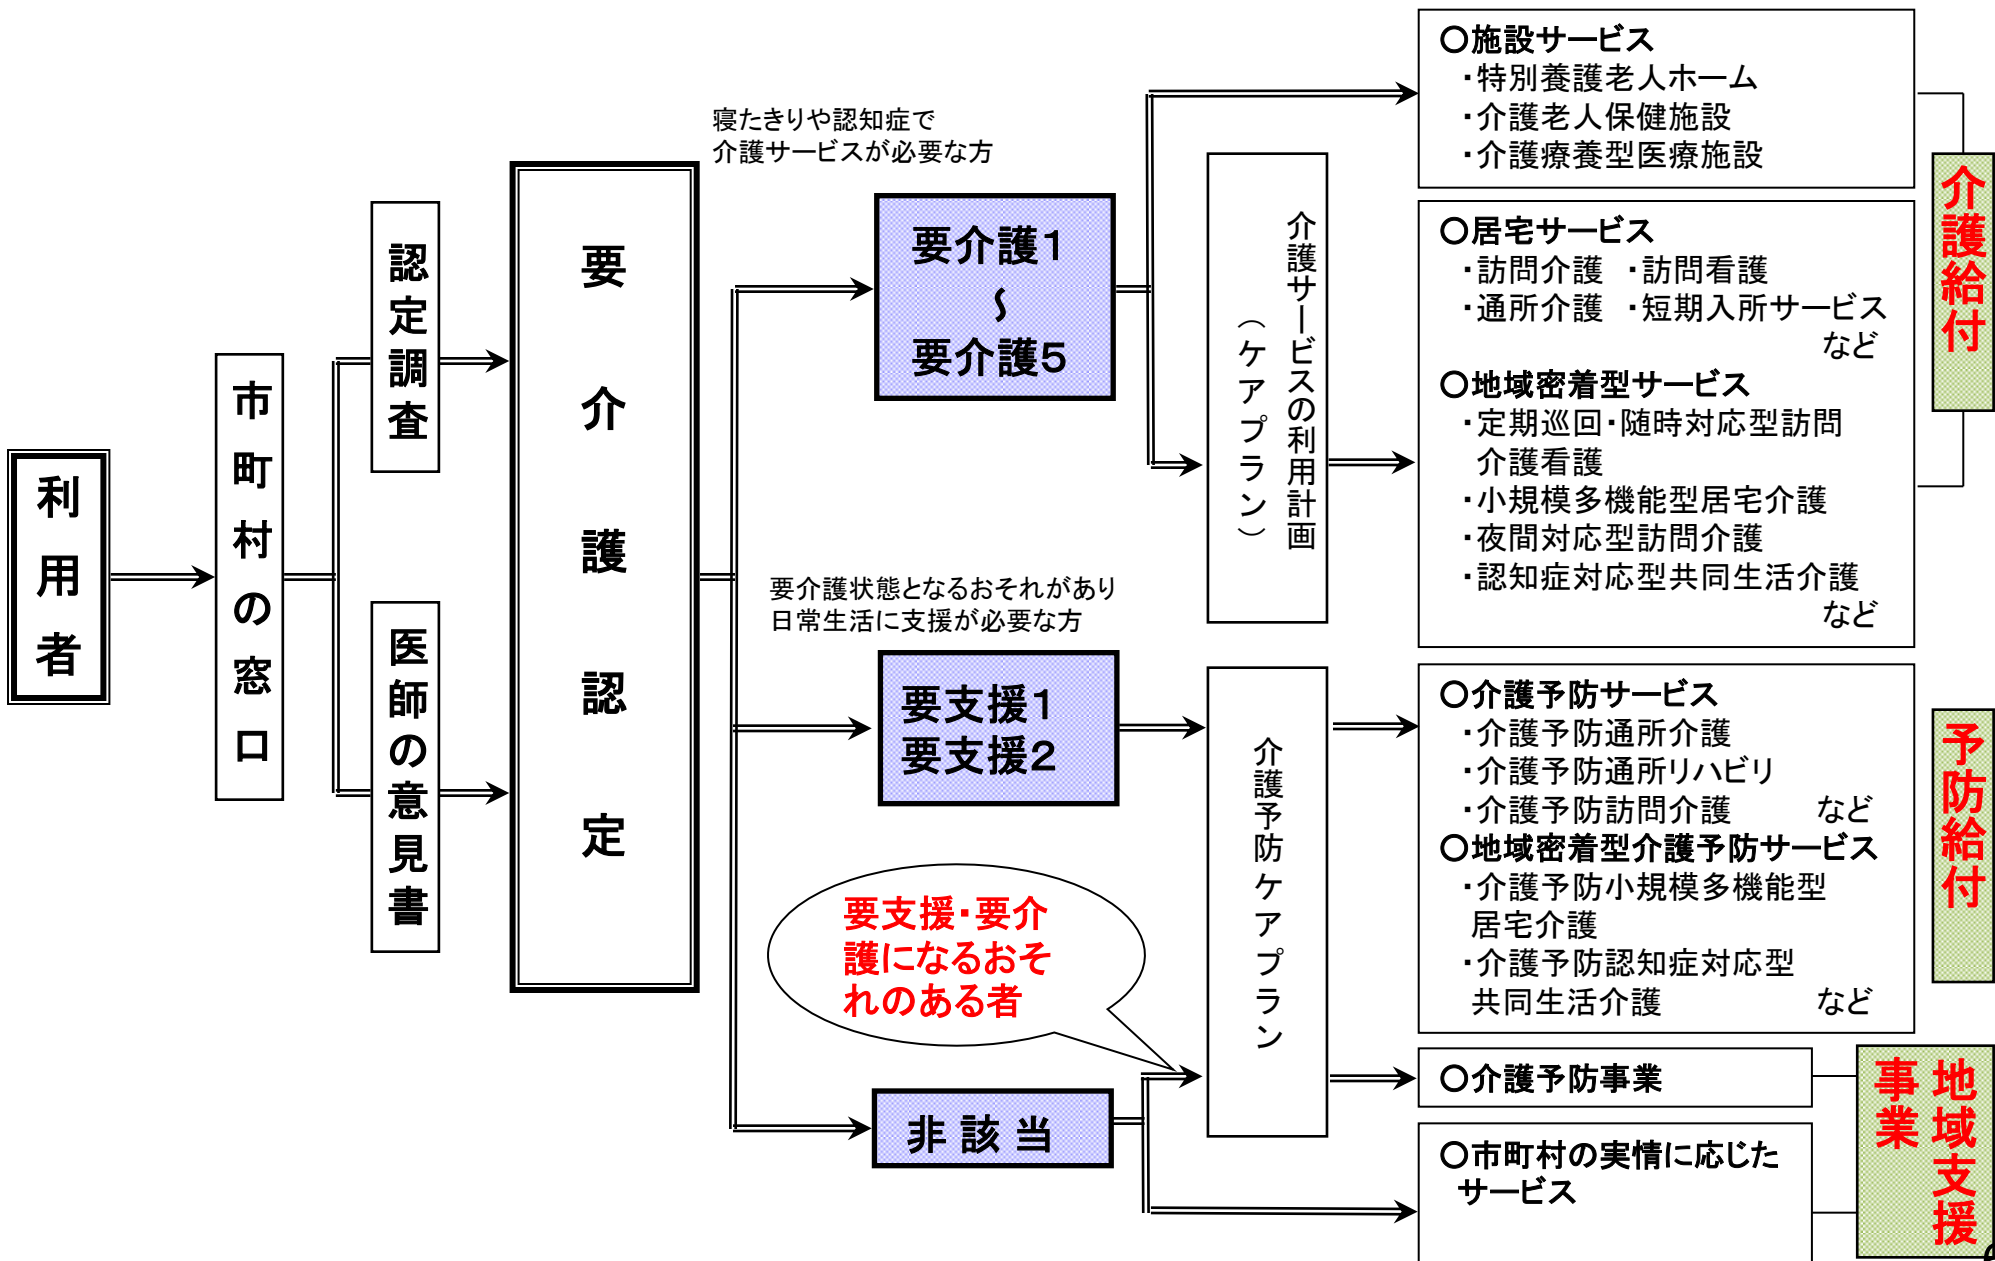 利用者
市町村の窓口
認定調査
医師の意見書
要介護認定
寝たきりや認知症で
介護サービスが必要な方
要介護1
~
要介護5
要介護状態となるおそれがあり
日常生活に支援が必要な方
要支援1
要支援2
要支援・要介
護になるおそ
れのある者
非該当
介護サービスの利用計画
（ケアプラン）
介護予防ケアプラン
○施設サービス
・特別養護老人ホーム
・介護老人保健施設
・介護療養型医療施設
○居宅サービス
・訪問介護 ・訪問看護
・通所介護 ・短期入所サービス
など
○地域密着型サービス
・定期巡回・随時対応型訪問
介護看護
・小規模多機能型居宅介護
・夜間対応型訪問介護
・認知症対応型共同生活介護
など
○介護予防サービス
・介護予防通所介護
・介護予防通所リハビリ
・介護予防訪問介護 など
○地域密着型介護予防サービス
・介護予防小規模多機能型
居宅介護
・介護予防認知症対応型
共同生活介護 など
○介護予防事業
○市町村の実情に応じた
サービス
介護給付
予防給付
地域支援
事業